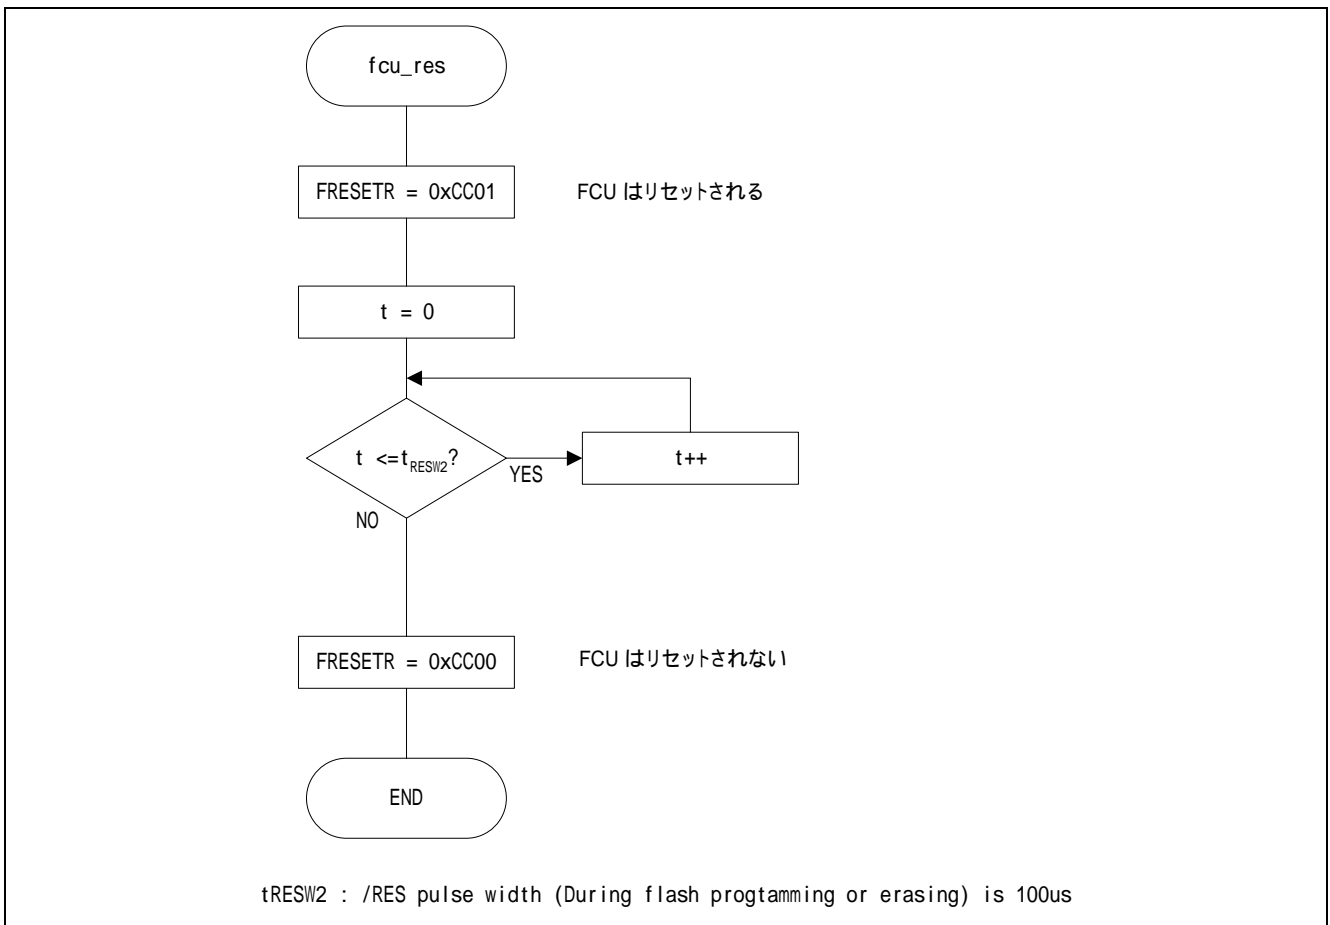 fcu_res
FRESETR = 0xCC01
FCU はリセットされる
t = 0
t <=tRESW2?
YES
t++
NO
FRESETR = 0xCC00
FCU はリセットされない
END
tRESW2 : /RES pulse width (During flash progtamming or erasing) is 100us